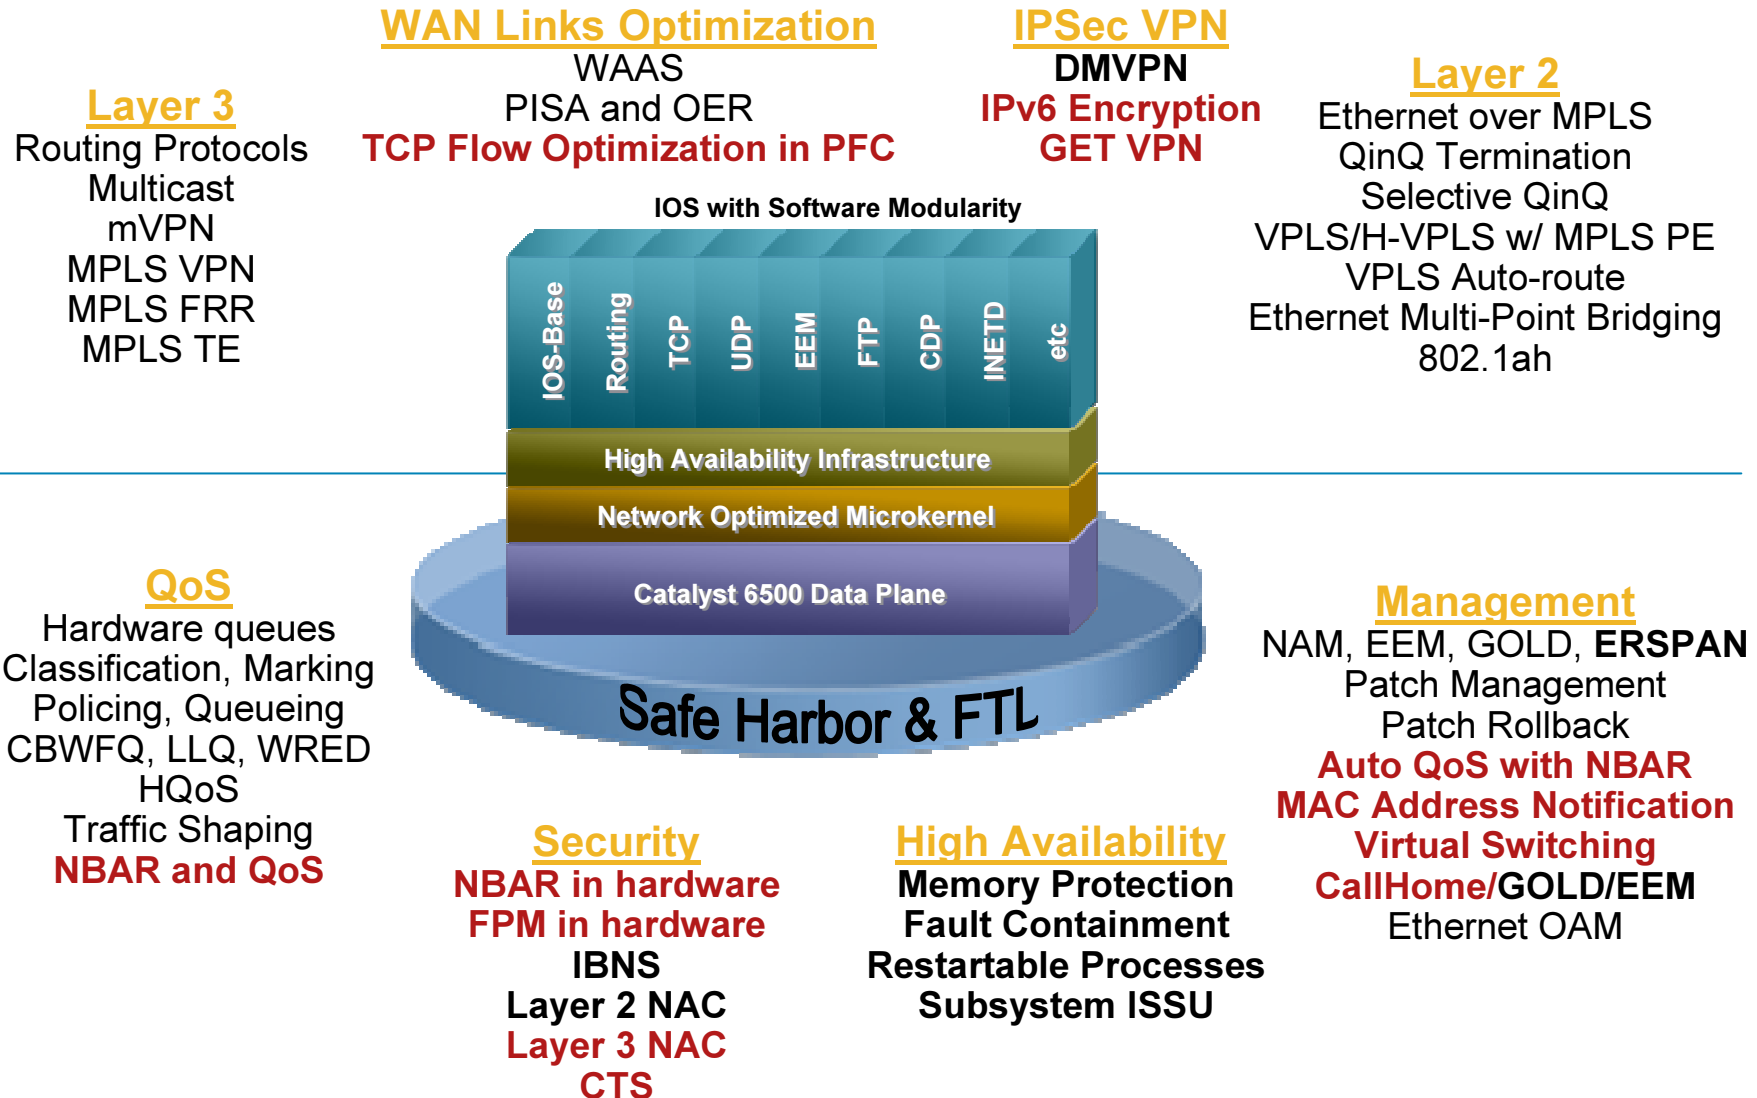 WAN Links Optimization
WAAS
PISA and OER
TCP Flow Optimization in PFC
IPSec VPN
DMVPN
IPv6 Encryption
GET VPN
Layer 3
Routing Protocols
Multicast
mVPN
MPLS VPN
MPLS FRR
MPLS TE
Layer 2
Ethernet over MPLS
QinQ Termination
Selective QinQ
VPLS/H-VPLS w/ MPLS PE
VPLS Auto-route
Ethernet Multi-Point Bridging
802.1ah
IOS with Software Modularity
IOS-Base
Routing
TCP
UDP
EEM
FTP
CDP
INETD
etc
High Availability Infrastructure
Network Optimized Microkernel
Catalyst 6500 Data Plane
Safe Harbor & FTL
QoS
Hardware queues
Classification, Marking
Policing, Queueing
CBWFQ, LLQ, WRED
HQoS
Traffic Shaping
NBAR and QoS
Security
NBAR in hardware
FPM in hardware
IBNS
Layer 2 NAC
Layer 3 NAC
CTS
High Availability
Memory Protection
Fault Containment
Restartable Processes
Subsystem ISSU
Management
NAM, EEM, GOLD, ERSPAN
Patch Management
Patch Rollback
Auto QoS with NBAR
MAC Address Notification
Virtual Switching
CallHome/GOLD/EEM
Ethernet OAM